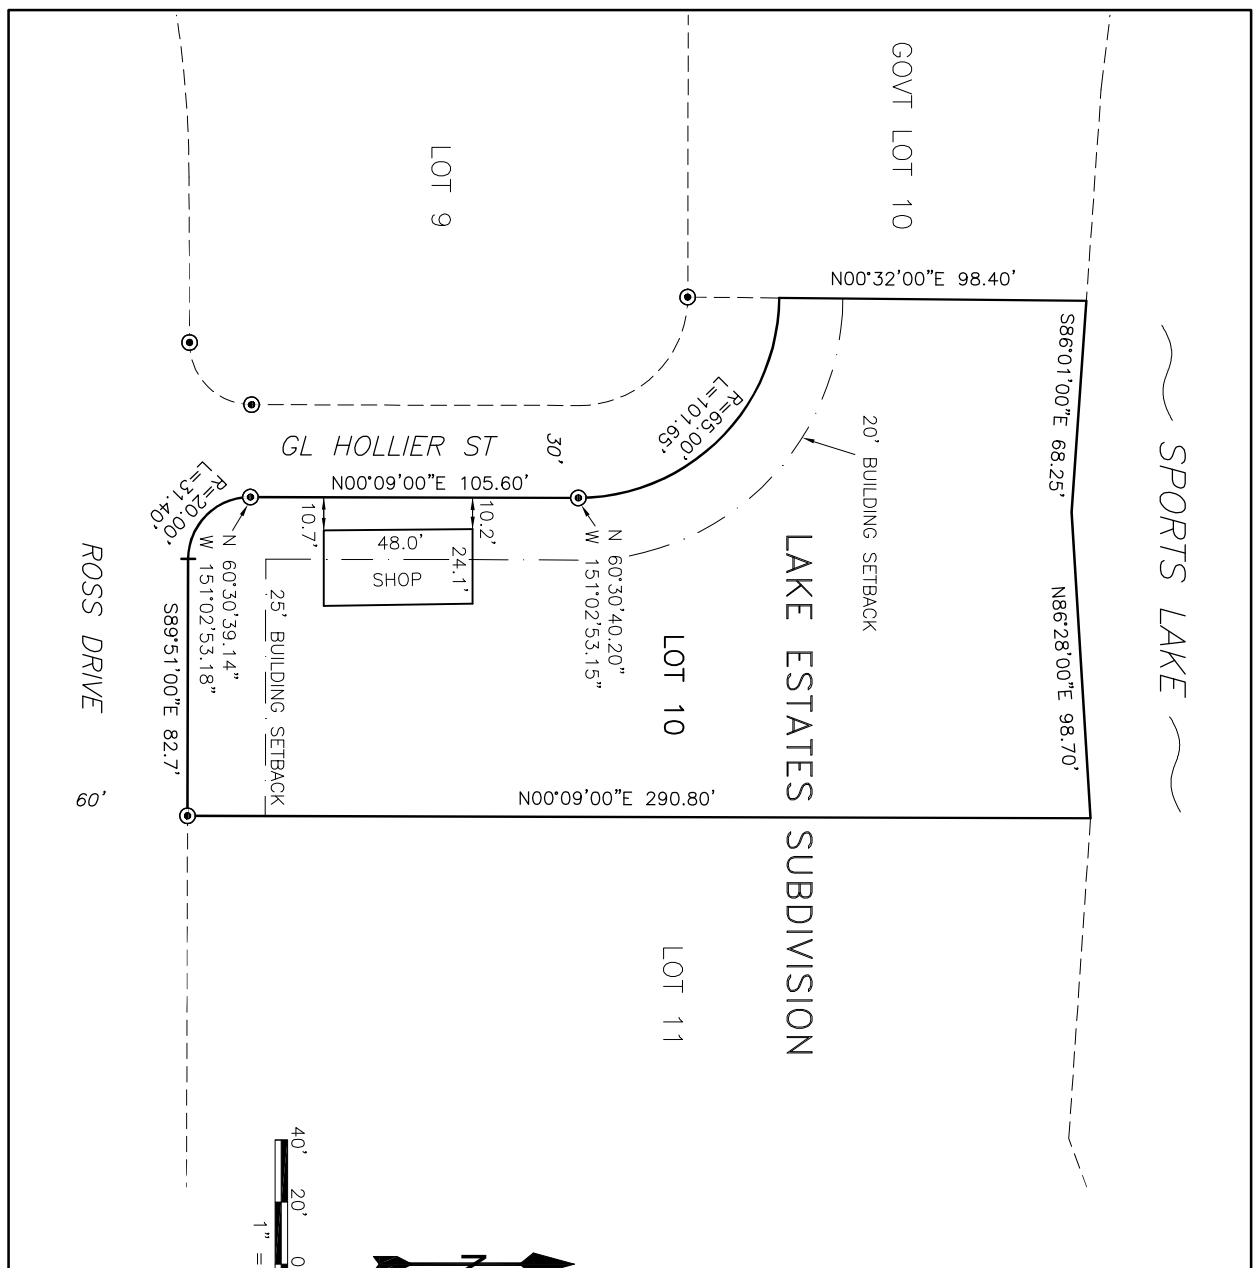 GOVT LOT 10
LOT 9
N00°32'00"E 98.40'
S86°01'00"E 68.25'
SPORTS LAKE
R=65.00'
L=101.65'
20' BUILDING SETBACK
GL HOLLIER ST
30'
N00°09'00"E 105.60'
R=20.00'
L=31.40'
10.7'
10.2'
48.0'
24.1'
SHOP
N 60°30'39.14"
W 151°02'53.18"
N 60°30'40.20"
W 151°02'53.15"
LAKE ESTATES SUBDIVISION
LOT 10
N86°28'00"E 98.70'
ROSS DRIVE
60'
S89°51'00"E 82.7'
25' BUILDING SETBACK
N00°09'00"E 290.80'
LOT 11
40' 20' 0
1" =
N